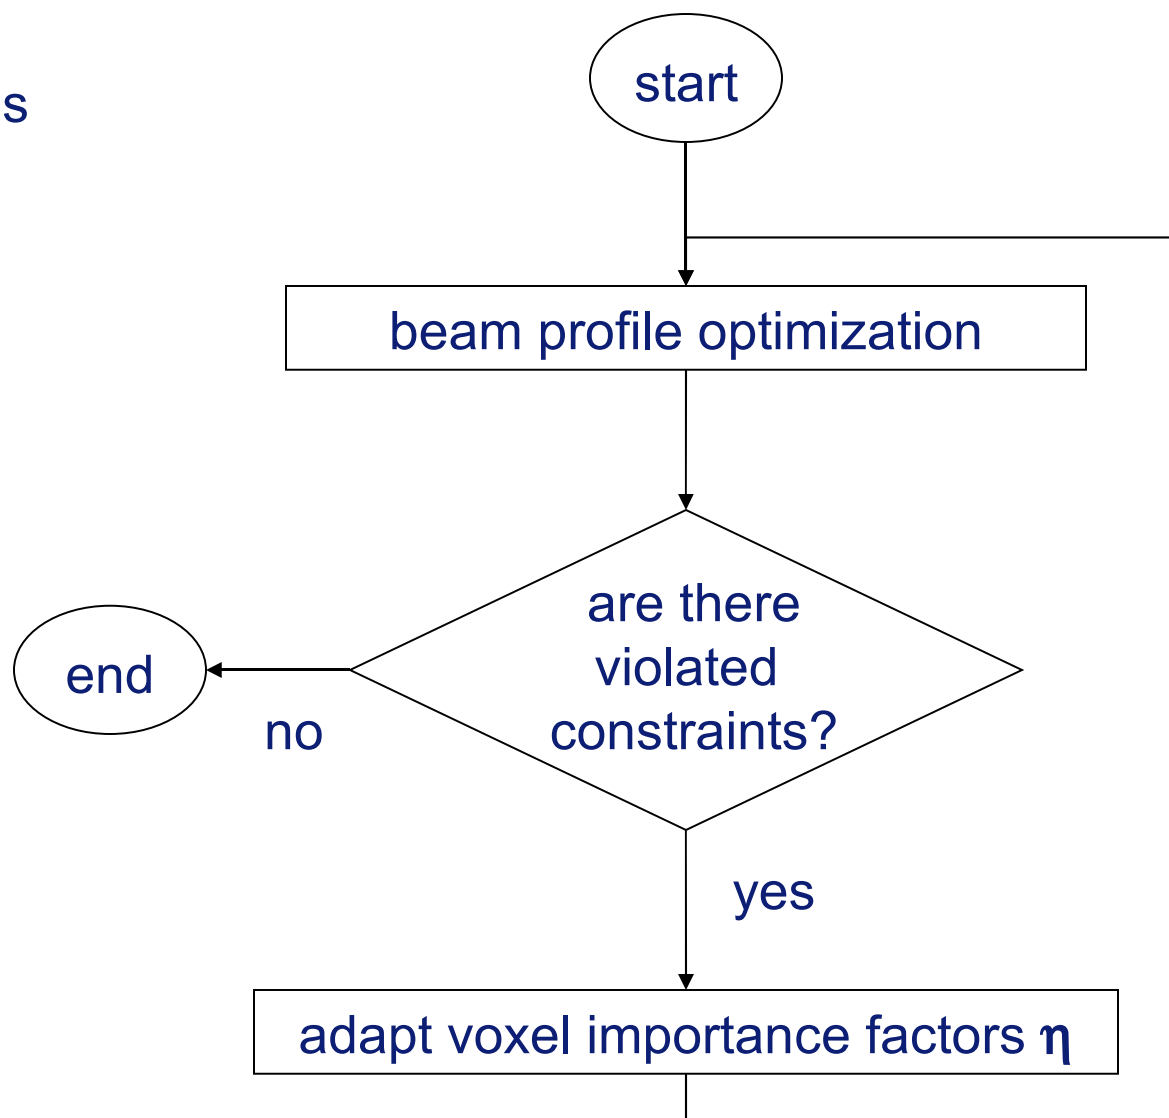 start
s
beam profile optimization
are there
violated
constraints?
end
no
yes
adapt voxel importance factors η